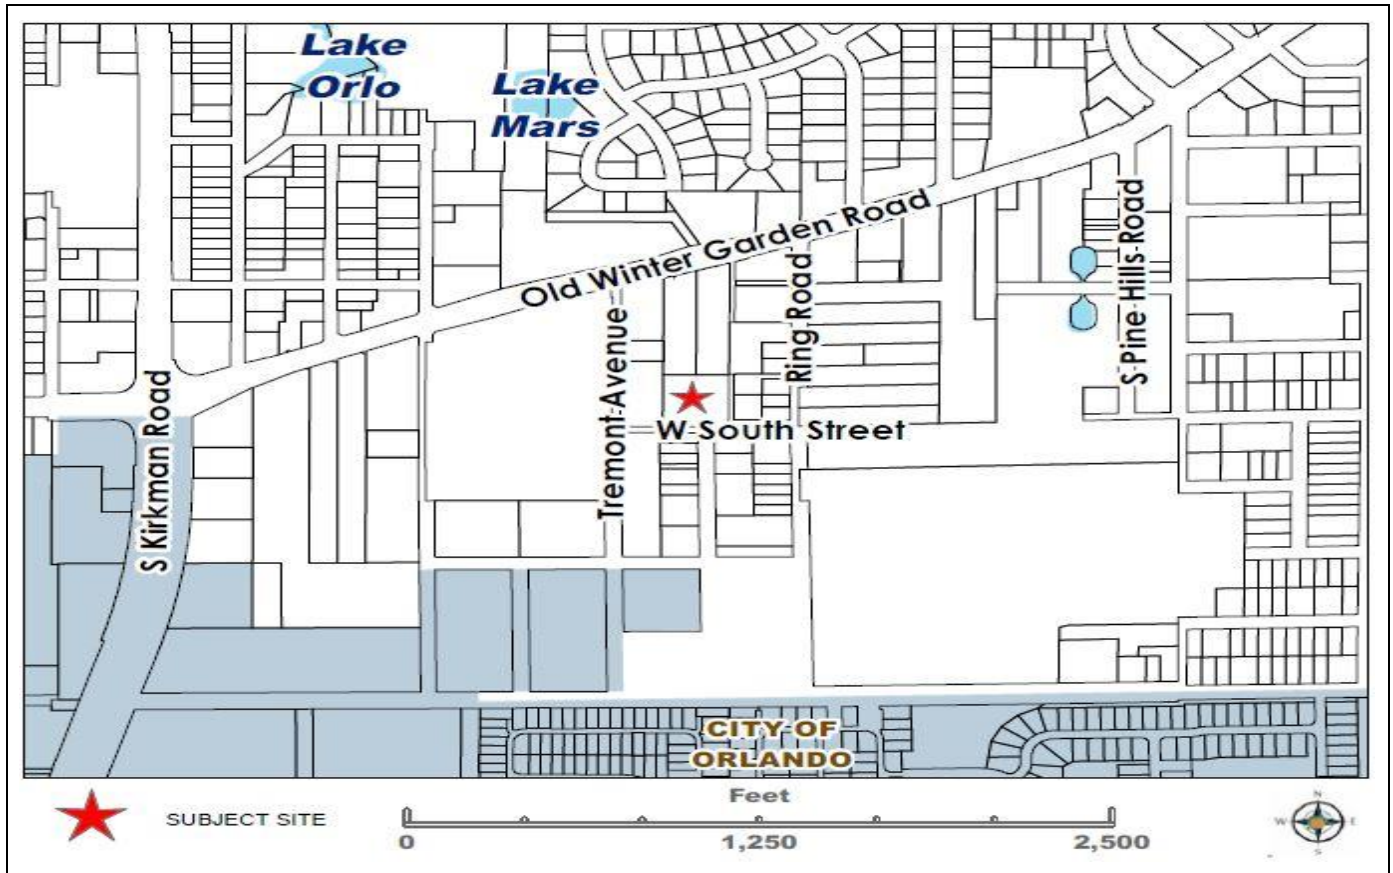 Lake
Orlo
Lake
Mars
Old Winter Garden Road
S Pine Hills Road
Ring Road
Tremont Avenue
S Kirkman Road
W South Street
CITY OF
ORLANDO
SUBJECT SITE
Feet
0 1,250 2,500
N
W E
S